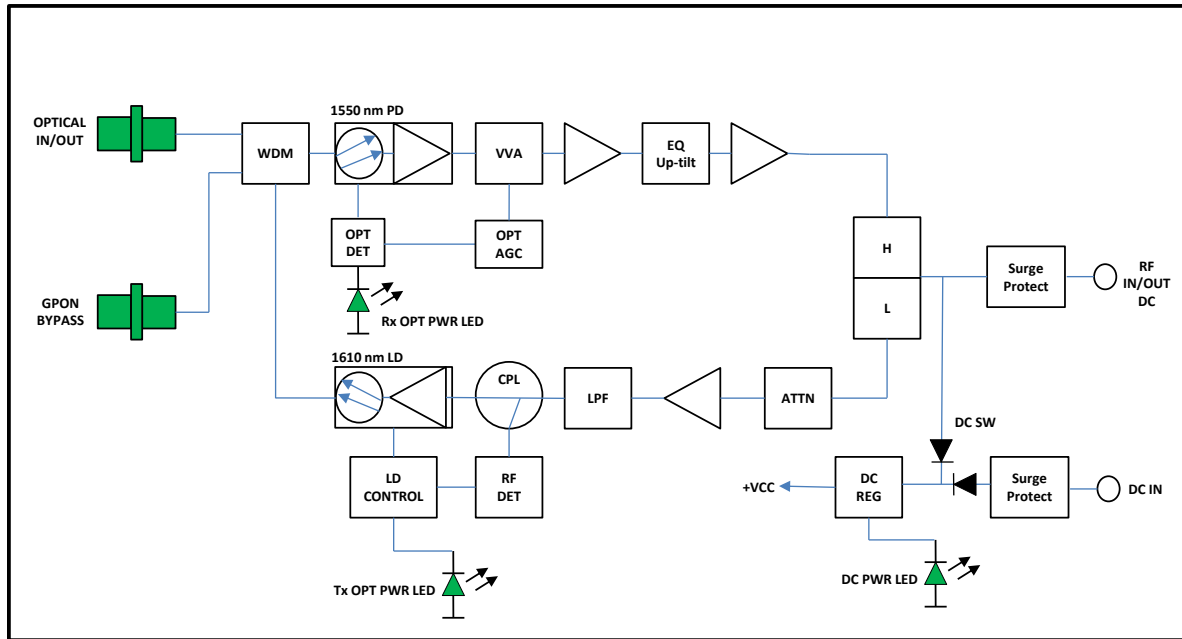 1550 nm PD
OPTICAL
IN/OUT
WDM
VVA
EQ
Up-tilt
OPT
DET
OPT
AGC
H
L
Surge
Protect
RF
IN/OUT
DC
GPON
BYPASS
Rx OPT PWR LED
1610 nm LD
CPL
LPF
ATTN
DC SW
LD
CONTROL
RF
DET
+VCC
DC
REG
Surge
Protect
DC IN
Tx OPT PWR LED
DC PWR LED